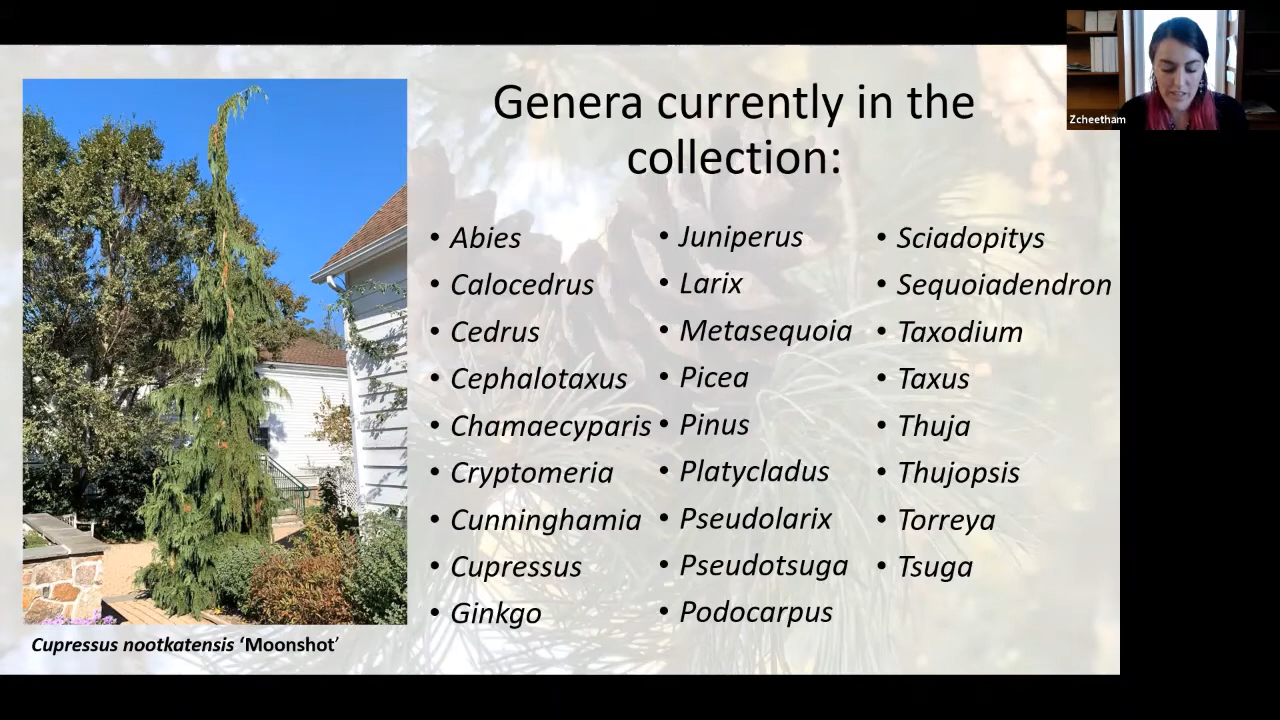 Genera currently in the
collection:
• Abies
• Calocedrus
• Cedrus
• Cephalotaxus
• Chamaecyparis
• Cryptomeria
• Cunninghamia
• Cupressus
• Ginkgo
• Juniperus
• Larix
• Metasequoia
• Picea
• Pinus
• Platycladus
• Pseudolarix
• Pseudotsuga
• Podocarpus
• Sciadopitys
• Sequoiadendron
• Taxodium
• Taxus
• Thuja
• Thujopsis
• Torreya
• Tsuga
Cupressus nootkatensis ‘Moonshot’
Zcheetham